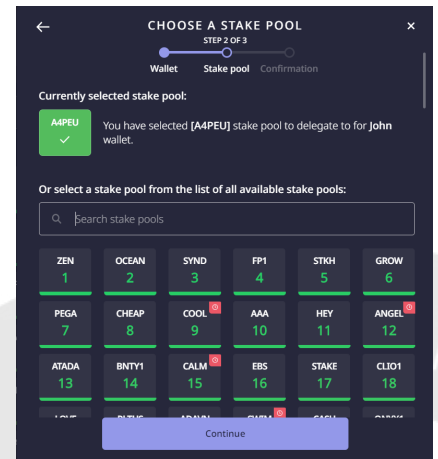 CHOOSE A STAKE POOL
STEP 2 OF 3
Wallet Stake pool Confirmation
Currently selected stake pool:
A4PEU
You have selected [A4PEU] stake pool to delegate to for John
wallet.
Or select a stake pool from the list of all available stake pools:
Search stake pools
ZEN OCEAN SYND FP1 STKH GROW
1 2 3 4 5 6
PEGA CHEAP COOL AAA HEY ANGEL
7 8 9 10 11 12
ATADA BNTY1 CALM EBS STAKE CLIO1
13 14 15 16 17 18
Continue